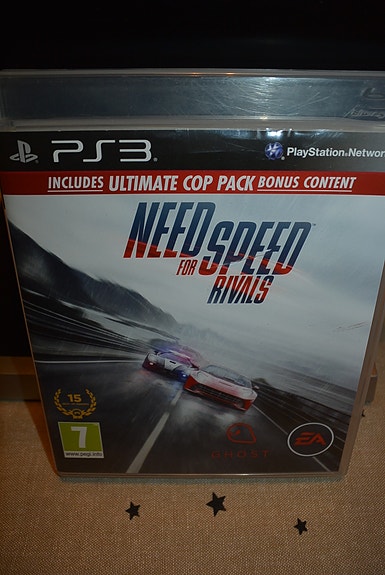 PS3
PlayStation Network
INCLUDES ULTIMATE COP PACK BONUS CONTENT
NEED FOR SPEED
RIVALS
15
7
www.pegi.info
GHOST
EA